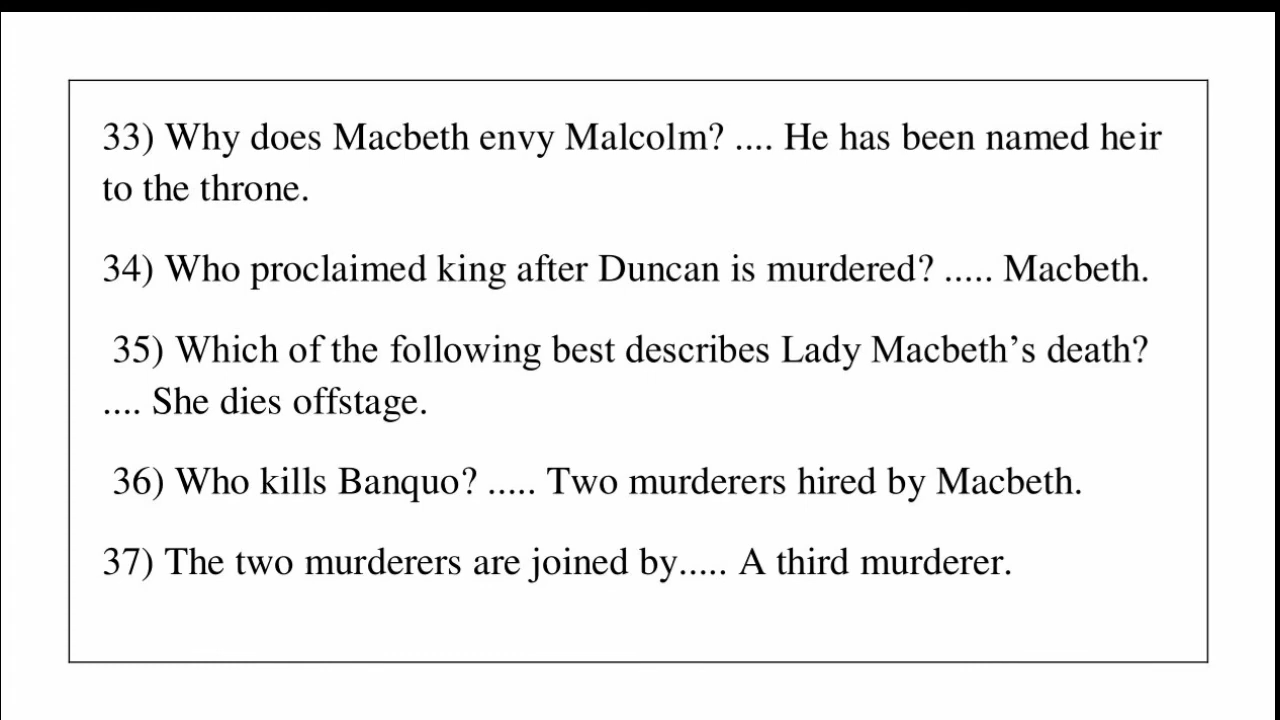 33) Why does Macbeth envy Malcolm? .... He has been named heir
to the throne.
34) Who proclaimed king after Duncan is murdered? ..... Macbeth.
35) Which of the following best describes Lady Macbeth’s death?
.... She dies offstage.
36) Who kills Banquo? ..... Two murderers hired by Macbeth.
37) The two murderers are joined by..... A third murderer.